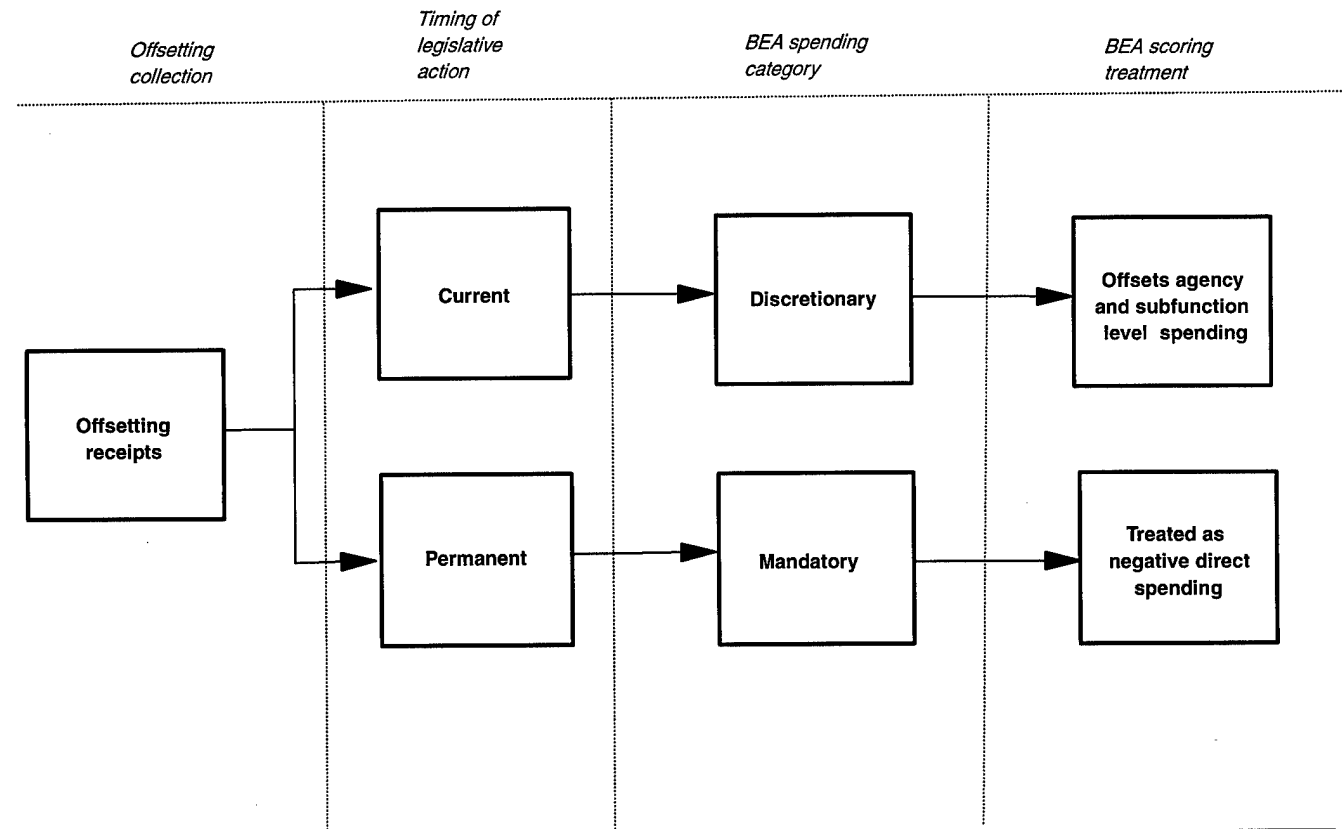 Offsetting
collection
Timing of
legislative
action
BEA spending
category
BEA scoring
treatment
Current
Discretionary
Offsets agency
and subfunction
level spending
Offsetting
receipts
Permanent
Mandatory
Treated as
negative direct
spending